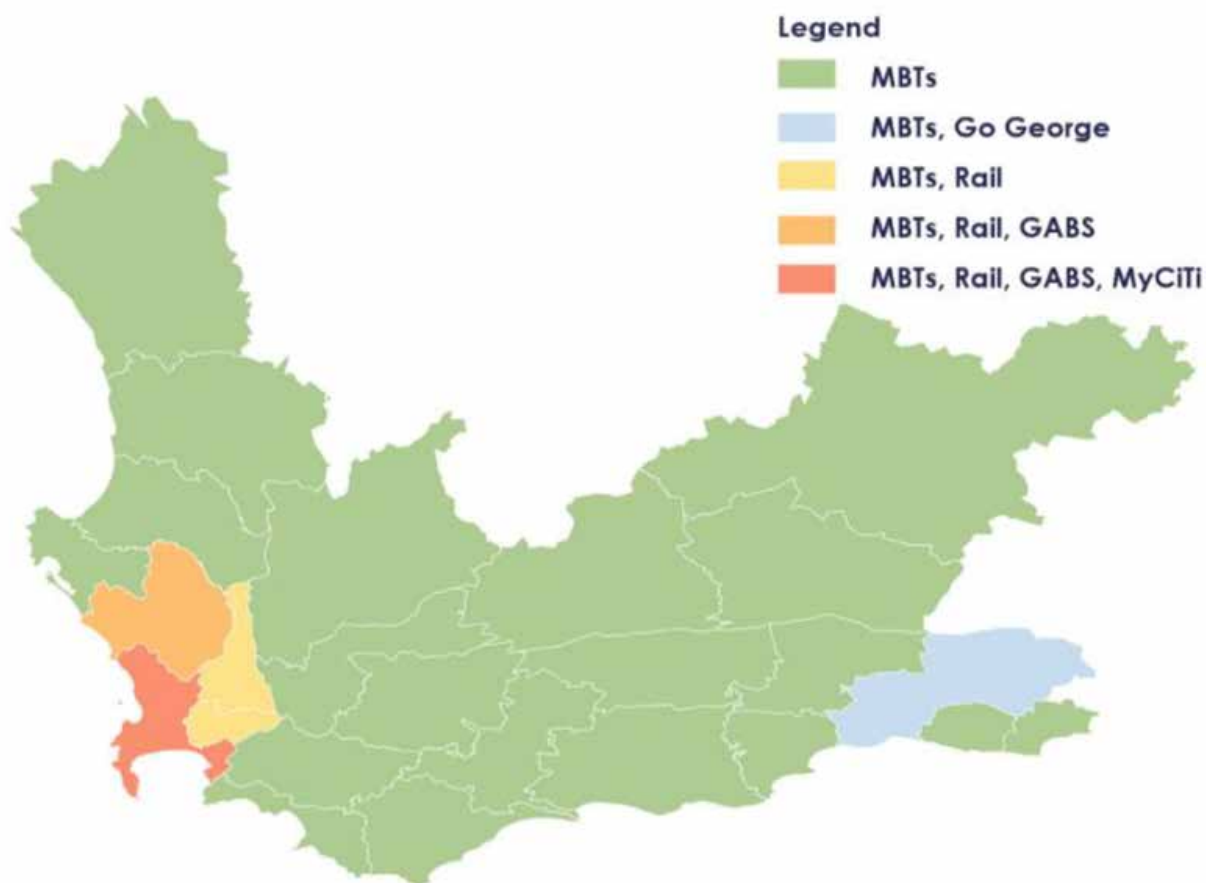 Legend
MBTs
MBTs, Go George
MBTs, Rail
MBTs, Rail, GABS
MBTs, Rail, GABS, MyCiTi